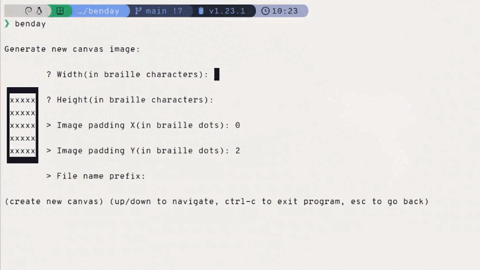 …/benday main !7 v1.23.1 10:23
❯ benday
Generate new canvas image:
? Width(in braille characters):
xxxxx ? Height(in braille characters):
xxxxx
xxxxx > Image padding X(in braille dots): 0
xxxxx
xxxxx > Image padding Y(in braille dots): 2
> File name prefix:
(create new canvas) (up/down to navigate, ctrl-c to exit program, esc to go back)